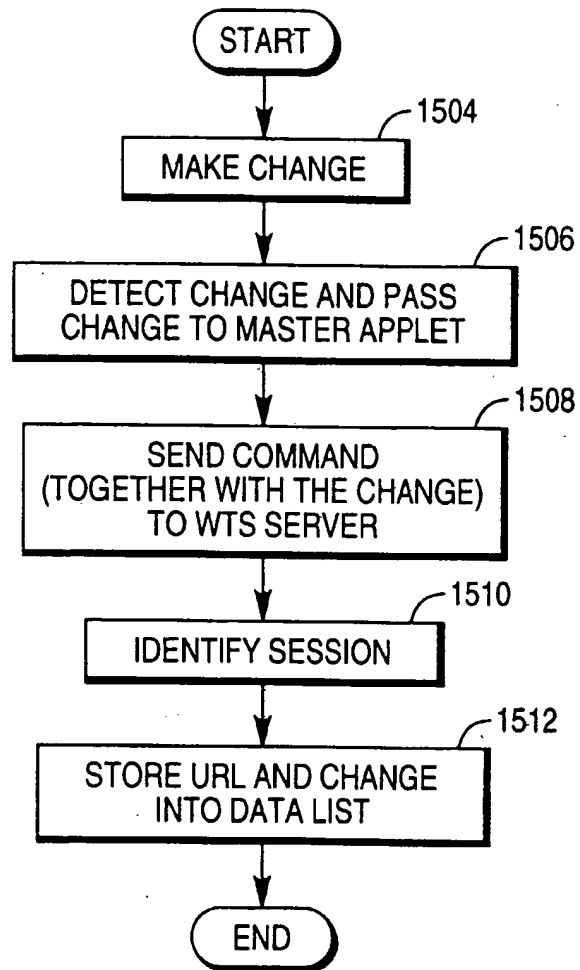 START
1504
MAKE CHANGE
1506
DETECT CHANGE AND PASS
CHANGE TO MASTER APPLET
1508
SEND COMMAND
(TOGETHER WITH THE CHANGE)
TO WTS SERVER
1510
IDENTIFY SESSION
1512
STORE URL AND CHANGE
INTO DATA LIST
END